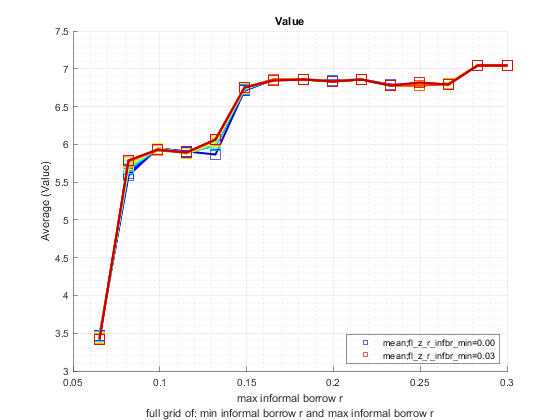 Value
7.5
7
6.5
6
5.5
5
4.5
4
3.5
3
Average (Value)
mean;fl_z_r_infbr_min=0.00
mean;fl_z_r_infbr_min=0.03
0.05
0.1
0.15
0.2
0.25
0.3
max informal borrow r
full grid of: min informal borrow r and max informal borrow r